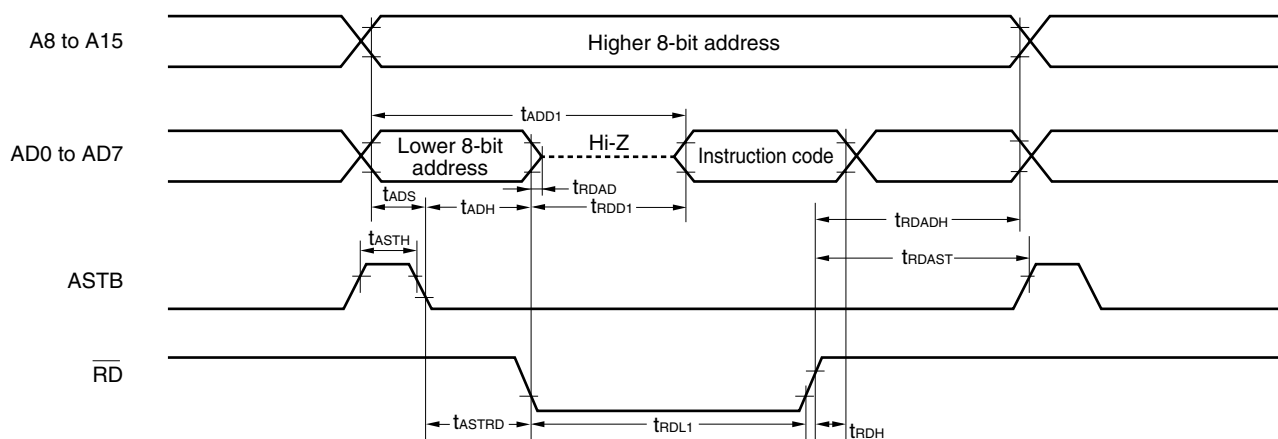 A8 to A15
Higher 8-bit address
tADD1
AD0 to AD7
Lower 8-bit
address
Hi-Z
Instruction code
tRDAD
tADS
tADH
tRDD1
tRDADH
tASTH
tRDAST
ASTB
RD
tASTRD
tRDL1
tRDH